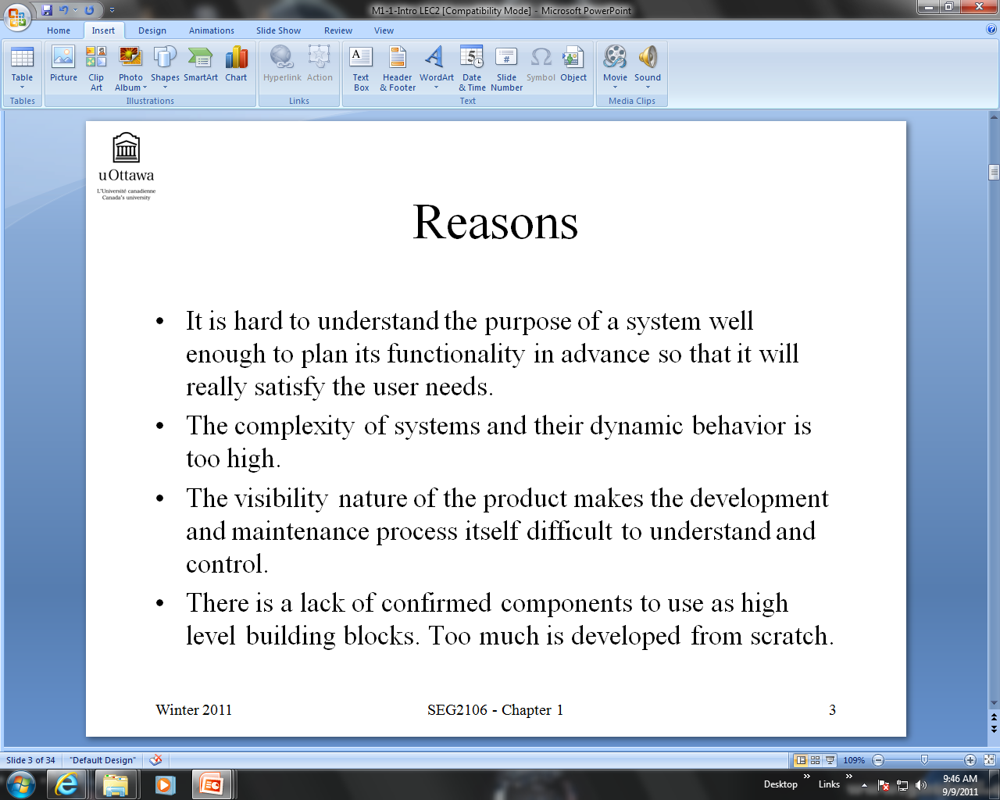 M1-1-Intro LEC2 [Compatibility Mode] - Microsoft PowerPoint
Home Insert Design Animations Slide Show Review View
Table Picture Clip Art Photo Album Shapes SmartArt Chart Hyperlink Action Text Box Header & Footer WordArt Date & Time Slide Number Symbol Object Movie Sound
Tables Illustrations Links Text Media Clips
uOttawa
L'Université canadienne
Canada's university
Reasons
• It is hard to understand the purpose of a system well
enough to plan its functionality in advance so that it will
really satisfy the user needs.
• The complexity of systems and their dynamic behavior is
too high.
• The visibility nature of the product makes the development
and maintenance process itself difficult to understand and
control.
• There is a lack of confirmed components to use as high
level building blocks. Too much is developed from scratch.
Winter 2011 SEG2106 - Chapter 1 3
Slide 3 of 34 "Default Design" 109%
Desktop » Links » 9:46 AM
9/9/2011